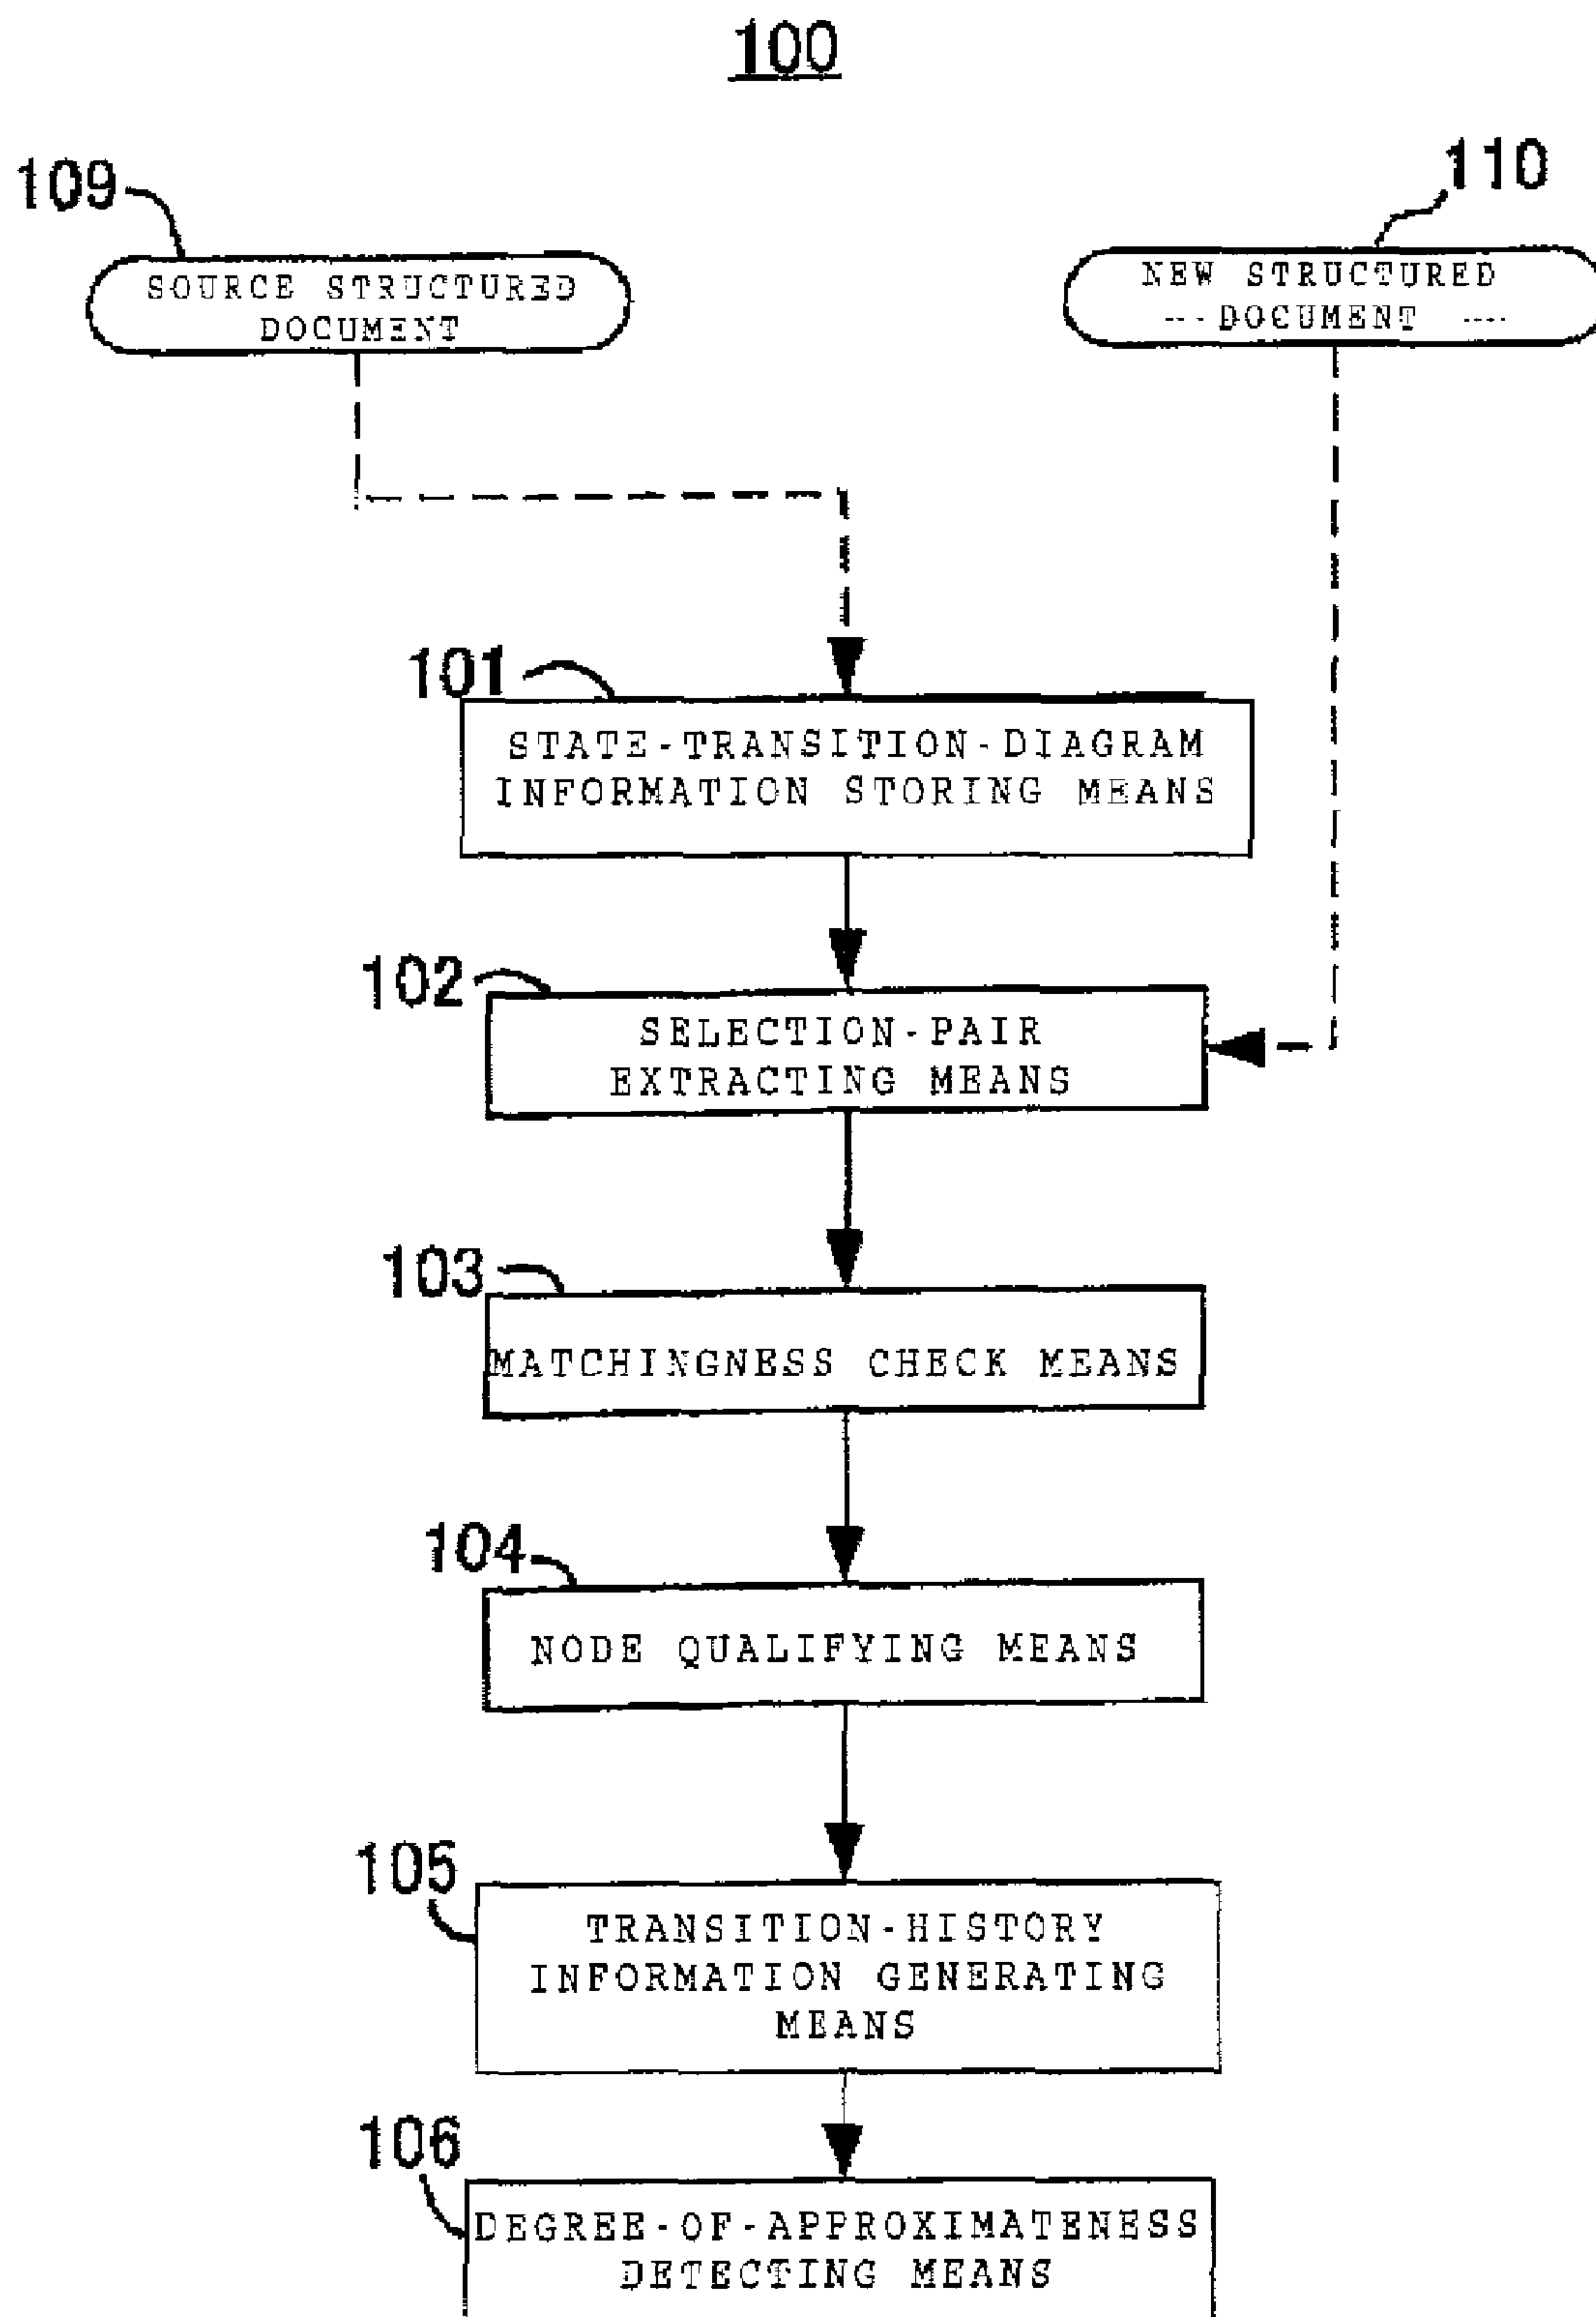 100
109
110
SOURCE STRUCTURED
DOCUMENT
NEW STRUCTURED
DOCUMENT
101
STATE-TRANSITION-DIAGRAM
INFORMATION STORING MEANS
102
SELECTION-PAIR
EXTRACTING MEANS
103
MATCHINGNESS CHECK MEANS
104
NODE QUALIFYING MEANS
105
TRANSITION-HISTORY
INFORMATION GENERATING
MEANS
106
DEGREE-OF-APPROXIMATENESS
DETECTING MEANS